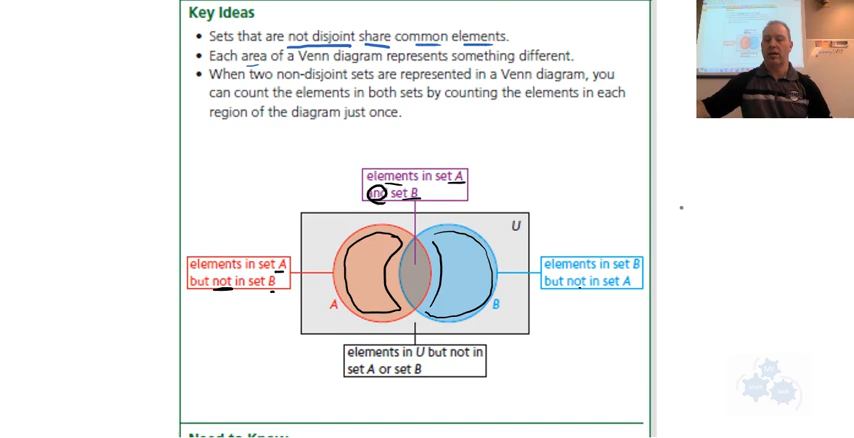 Key Ideas
• Sets that are not disjoint share common elements.
• Each area of a Venn diagram represents something different.
• When two non-disjoint sets are represented in a Venn diagram, you
can count the elements in both sets by counting the elements in each
region of the diagram just once.
elements in set A
and set B
U
elements in set A
but not in set B
elements in set B
but not in set A
A
B
elements in U but not in
set A or set B
Need to Know